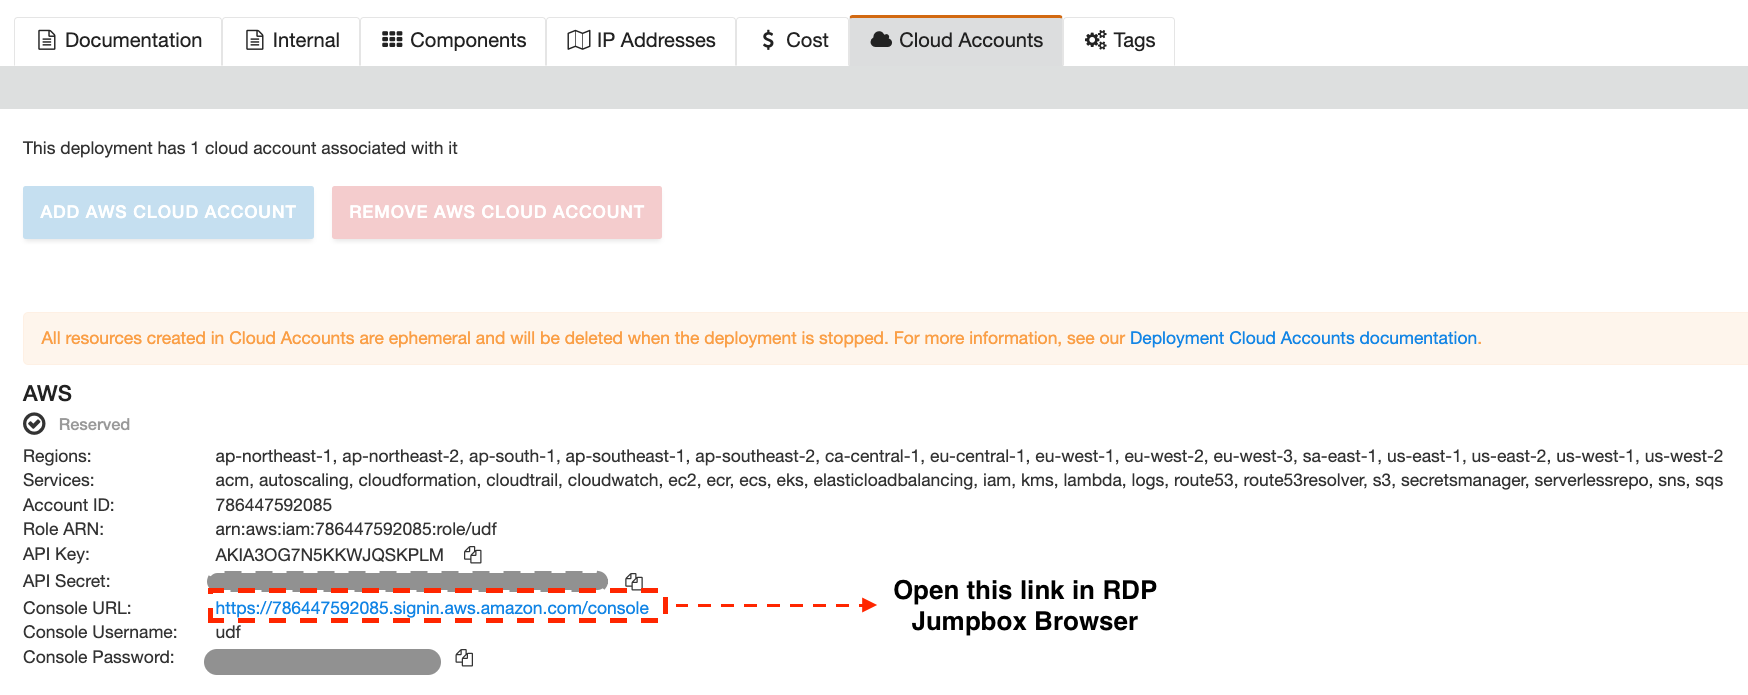 Documentation Internal Components IP Addresses $ Cost Cloud Accounts Tags
This deployment has 1 cloud account associated with it
ADD AWS CLOUD ACCOUNT REMOVE AWS CLOUD ACCOUNT
All resources created in Cloud Accounts are ephemeral and will be deleted when the deployment is stopped. For more information, see our Deployment Cloud Accounts documentation.
AWS
Reserved
Regions: ap-northeast-1, ap-northeast-2, ap-south-1, ap-southeast-1, ap-southeast-2, ca-central-1, eu-central-1, eu-west-1, eu-west-2, eu-west-3, sa-east-1, us-east-1, us-east-2, us-west-1, us-west-2
Services: acm, autoscaling, cloudformation, cloudtrail, cloudwatch, ec2, ecr, ecs, eks, elasticloadbalancing, iam, kms, lambda, logs, route53, route53resolver, s3, secretsmanager, serverlessrepo, sns, sqs
Account ID: 786447592085
Role ARN: arn:aws:iam:786447592085:role/udf
API Key: AKIA3OG7N5KKWJQSKPLM
API Secret:
Console URL: https://786447592085.signin.aws.amazon.com/console
Console Username: udf
Console Password:
Open this link in RDP
Jumpbox Browser